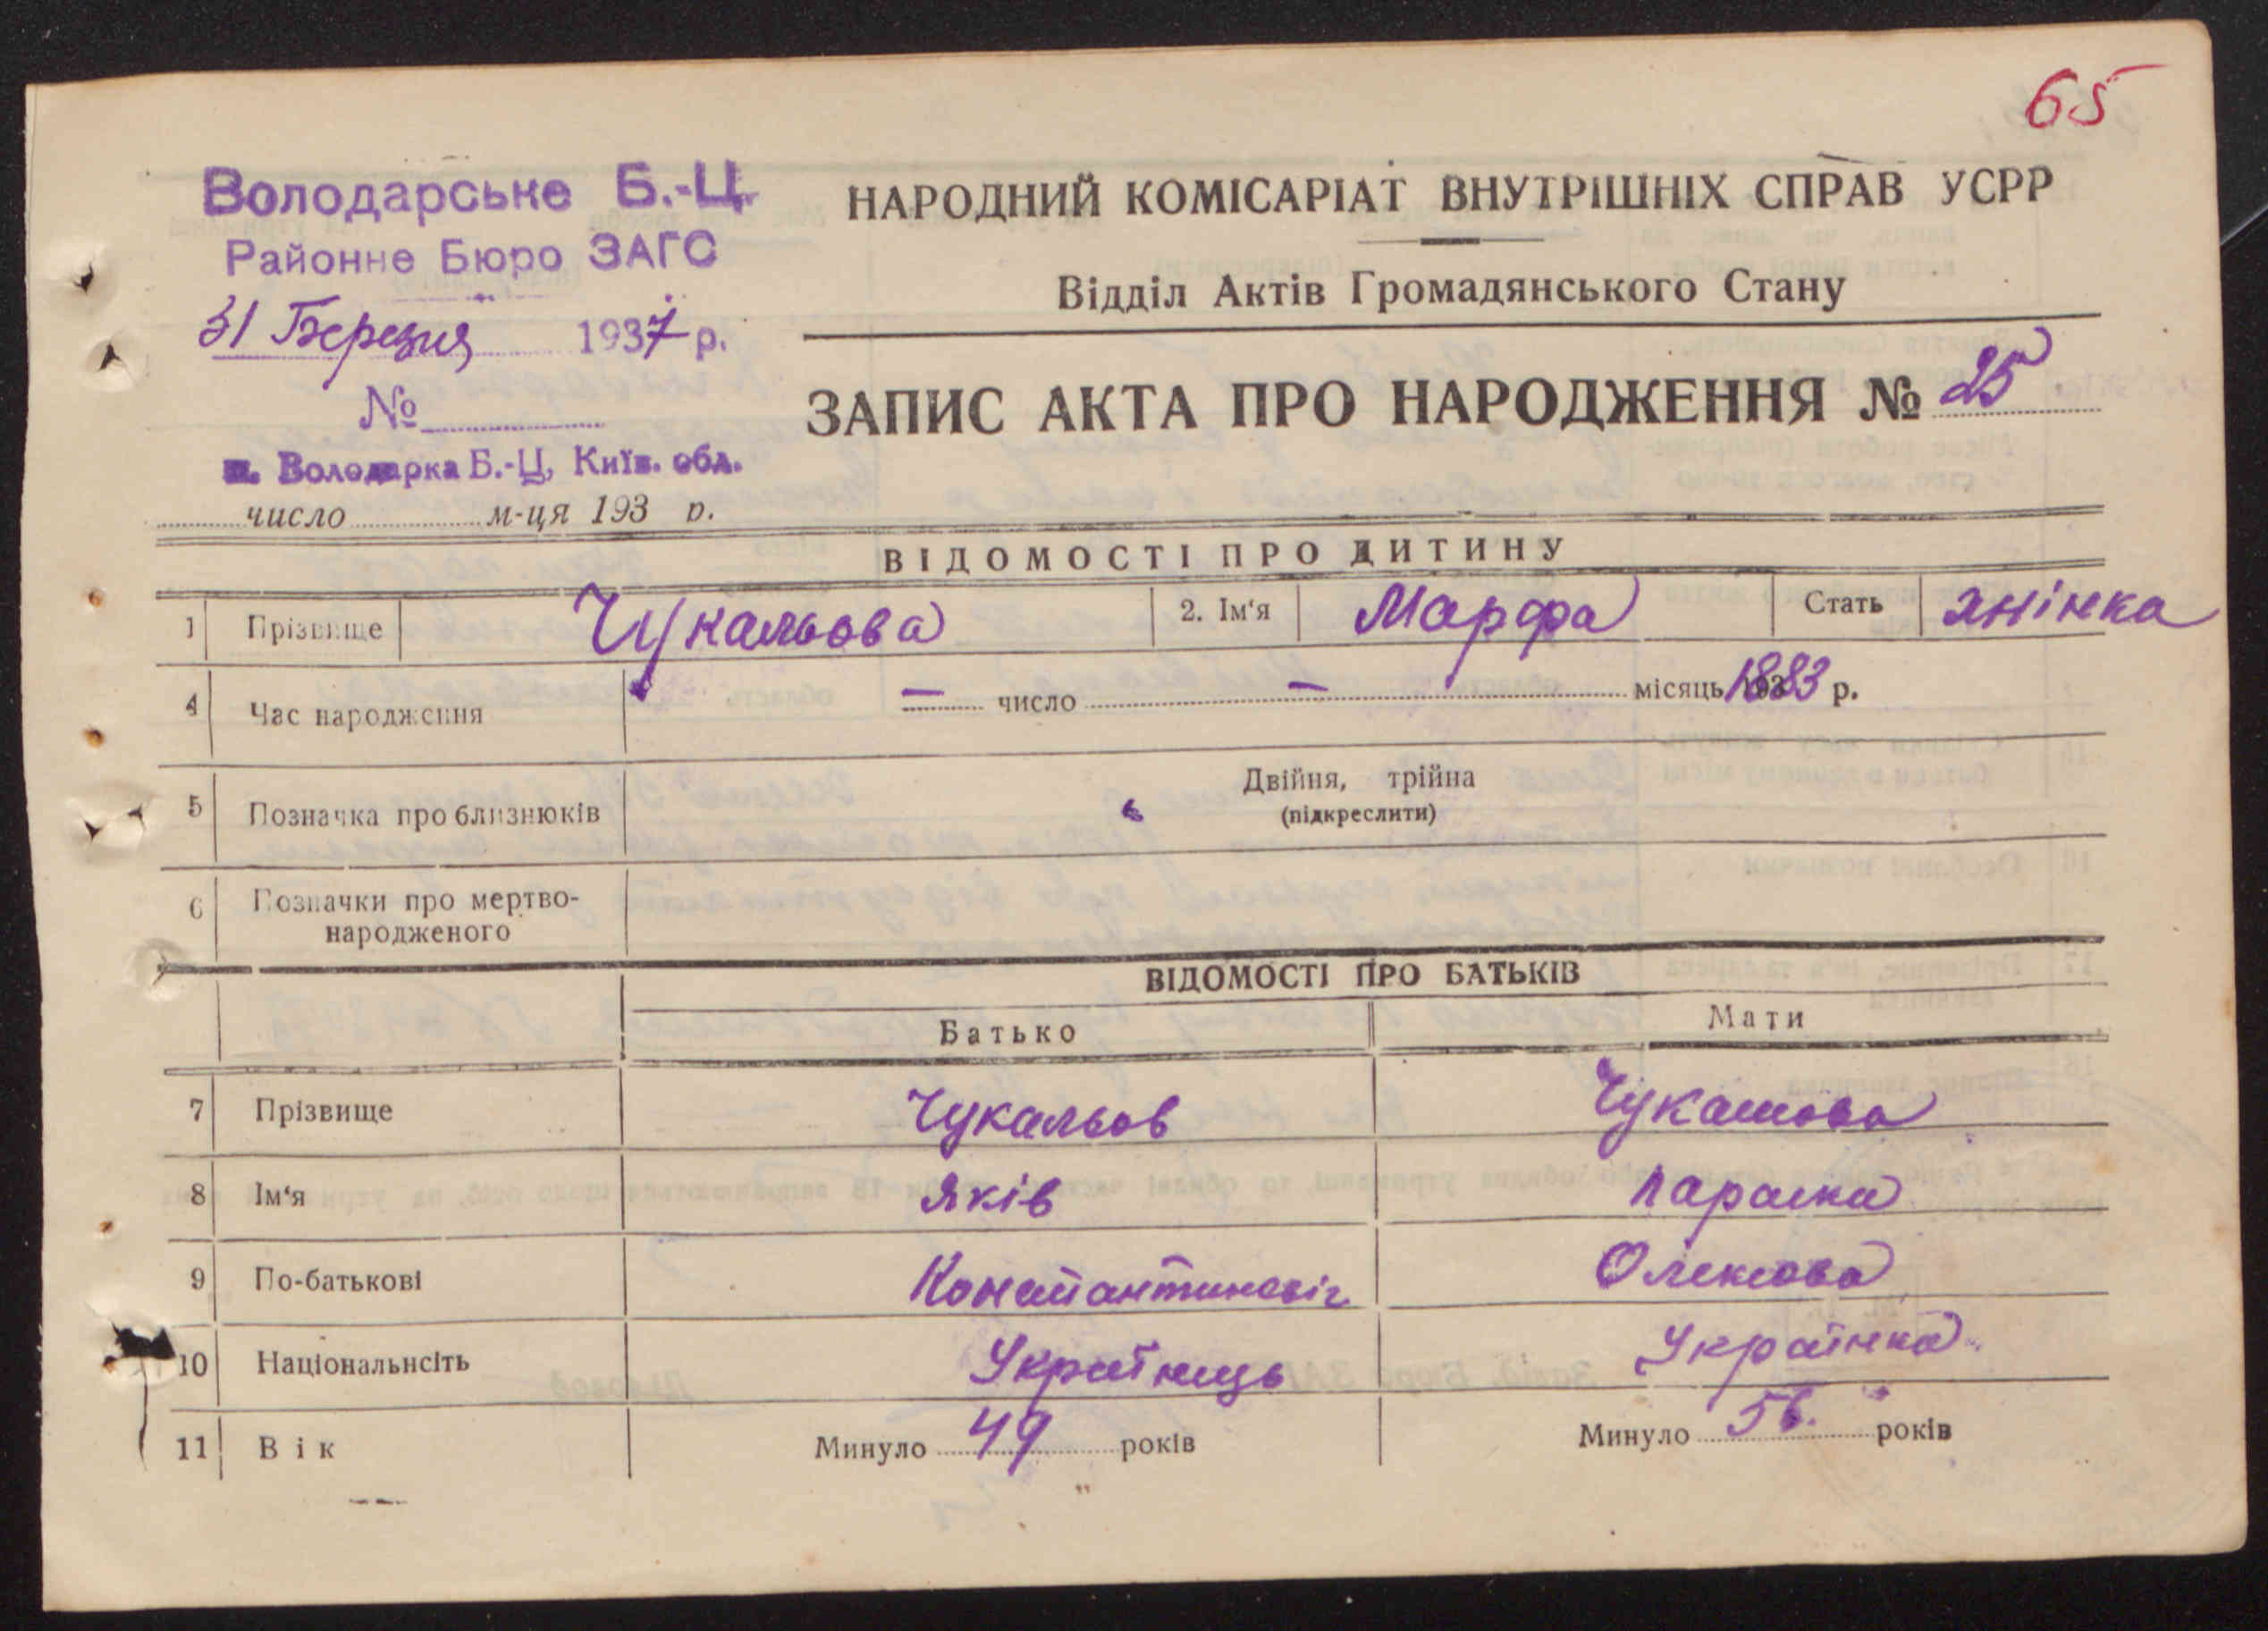 65
Володарське Б.-Ц.
Районне Бюро ЗАГС
31 Березня 1937 р.
№
м. Володарка Б.-Ц, Київ. обл.
число м-ця 193 р.
НАРОДНИЙ КОМІСАРІАТ ВНУТРІШНІХ СПРАВ УСРР
Відділ Актів Громадянського Стану
ЗАПИС АКТА ПРО НАРОДЖЕННЯ № 25
ВІДОМОСТІ ПРО ДИТИНУ
1 Прізвище Чукальова 2. Ім‘я Марфа Стать жінка
4 Час народження — число — місяць 1883 р.
5 Позначка про близнюків Двійня, трійна
(підкреслити)
6 Позначки про мертво-
народженого
ВІДОМОСТІ ПРО БАТЬКІВ
Батько Мати
7 Прізвище Чукальов Чукальова
8 Ім‘я Яків Параска
9 По-батькові Константинович Олексова
10 Національнсіть Українець Українка
11 Вік Минуло 49 років Минуло 56. років